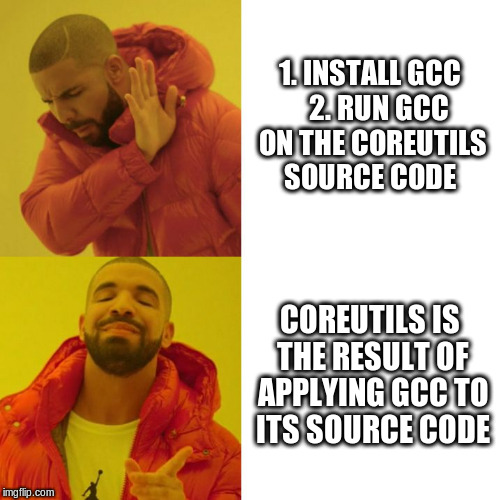 1. INSTALL GCC
2. RUN GCC
ON THE COREUTILS
SOURCE CODE
COREUTILS IS
THE RESULT OF
APPLYING GCC TO
ITS SOURCE CODE
imgflip.com